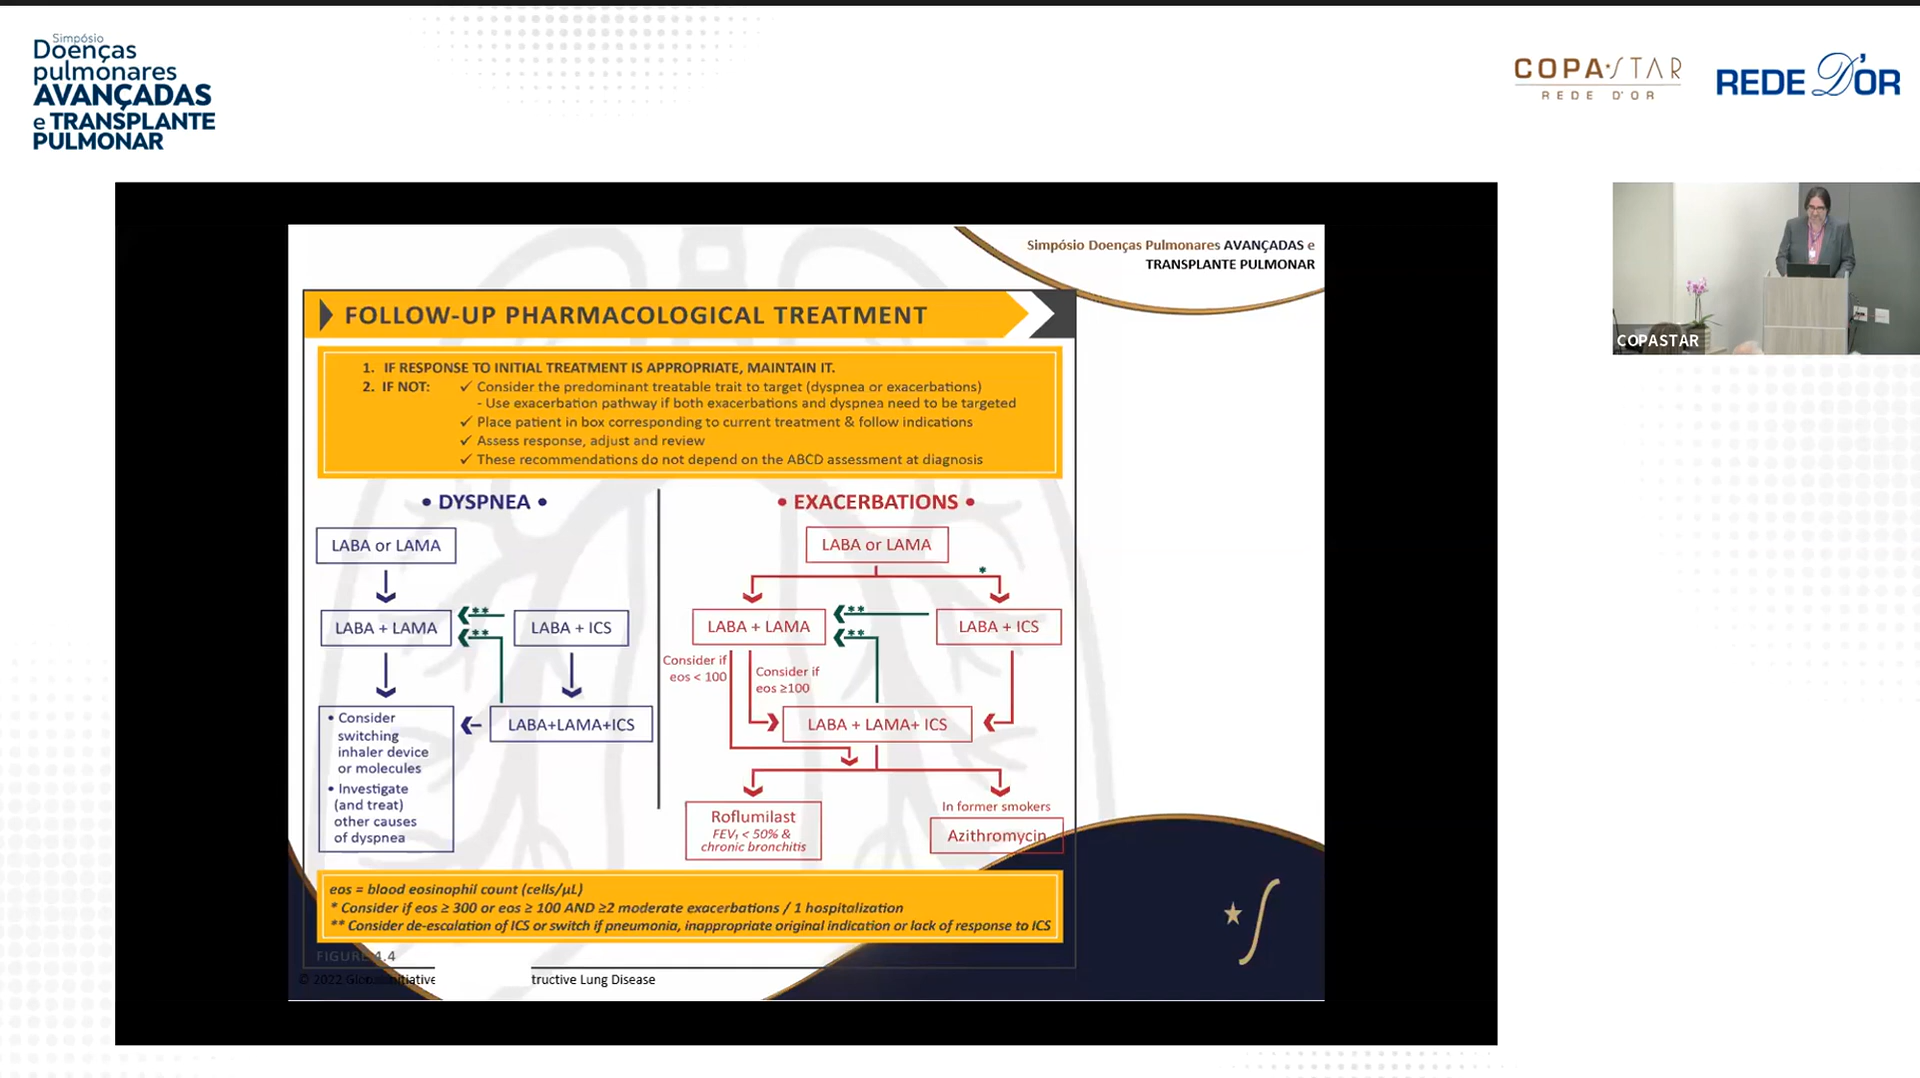 Simpósio
Doenças
pulmonares
AVANÇADAS
e TRANSPLANTE
PULMONAR
COPA STAR
REDE D'OR
REDE D'OR
COPASTAR
Simpósio Doenças Pulmonares AVANÇADAS e
TRANSPLANTE PULMONAR
FOLLOW-UP PHARMACOLOGICAL TREATMENT
1. IF RESPONSE TO INITIAL TREATMENT IS APPROPRIATE, MAINTAIN IT.
2. IF NOT: ✓ Consider the predominant treatable trait to target (dyspnea or exacerbations)
- Use exacerbation pathway if both exacerbations and dyspnea need to be targeted
✓ Place patient in box corresponding to current treatment & follow indications
✓ Assess response, adjust and review
✓ These recommendations do not depend on the ABCD assessment at diagnosis
• DYSPNEA •
LABA or LAMA
LABA + LAMA
**
**
LABA + ICS
• Consider
switching
inhaler device
or molecules
• Investigate
(and treat)
other causes
of dyspnea
LABA+LAMA+ICS
• EXACERBATIONS •
LABA or LAMA
*
LABA + LAMA
**
**
LABA + ICS
Consider if
eos < 100
Consider if
eos ≥100
LABA + LAMA+ ICS
Roflumilast
FEV₁ < 50% &
chronic bronchitis
In former smokers
Azithromycin
eos = blood eosinophil count (cells/µL)
* Consider if eos ≥ 300 or eos ≥ 100 AND ≥2 moderate exacerbations / 1 hospitalization
** Consider de-escalation of ICS or switch if pneumonia, inappropriate original indication or lack of response to ICS
FIGURE 4.4
© 2022 Global Initiative tructive Lung Disease